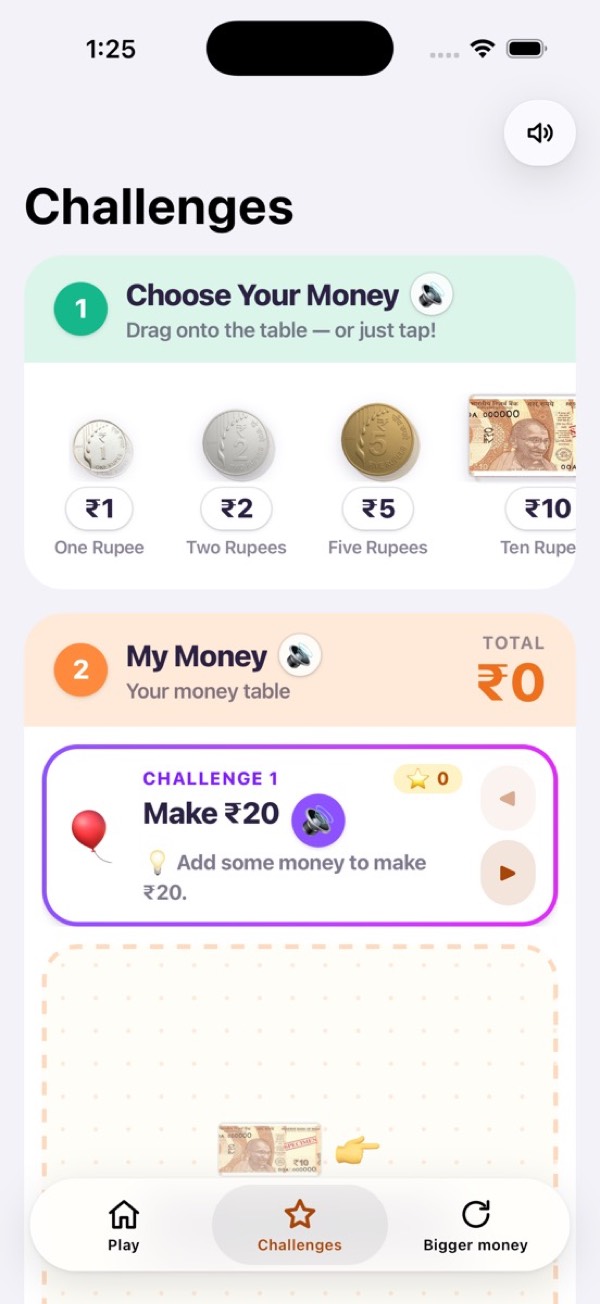 1:25
Challenges
1
Choose Your Money
Drag onto the table — or just tap!
₹1
₹2
₹5
₹10
One Rupee
Two Rupees
Five Rupees
Ten Rupe
2
My Money
Your money table
TOTAL
₹0
CHALLENGE 1
0
Make ₹20
Add some money to make
₹20.
SPECIMEN
₹10
Play
Challenges
Bigger money